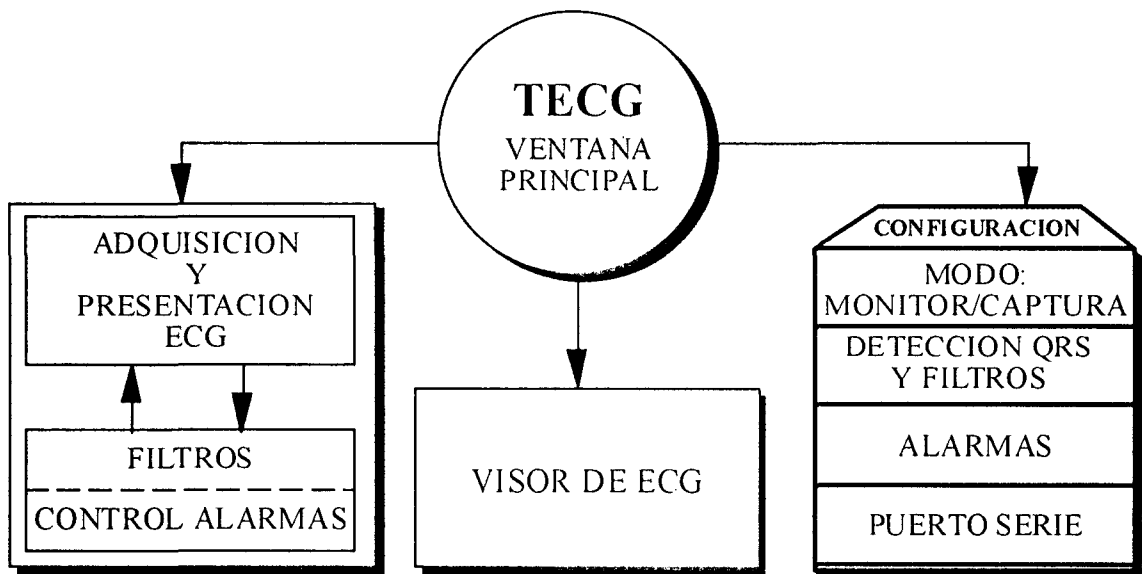 TECG
VENTANA
PRINCIPAL
ADQUISICION
Y
PRESENTACION
ECG
FILTROS
CONTROL ALARMAS
VISOR DE ECG
CONFIGURACION
MODO:
MONITOR/CAPTURA
DETECCION QRS
Y FILTROS
ALARMAS
PUERTO SERIE